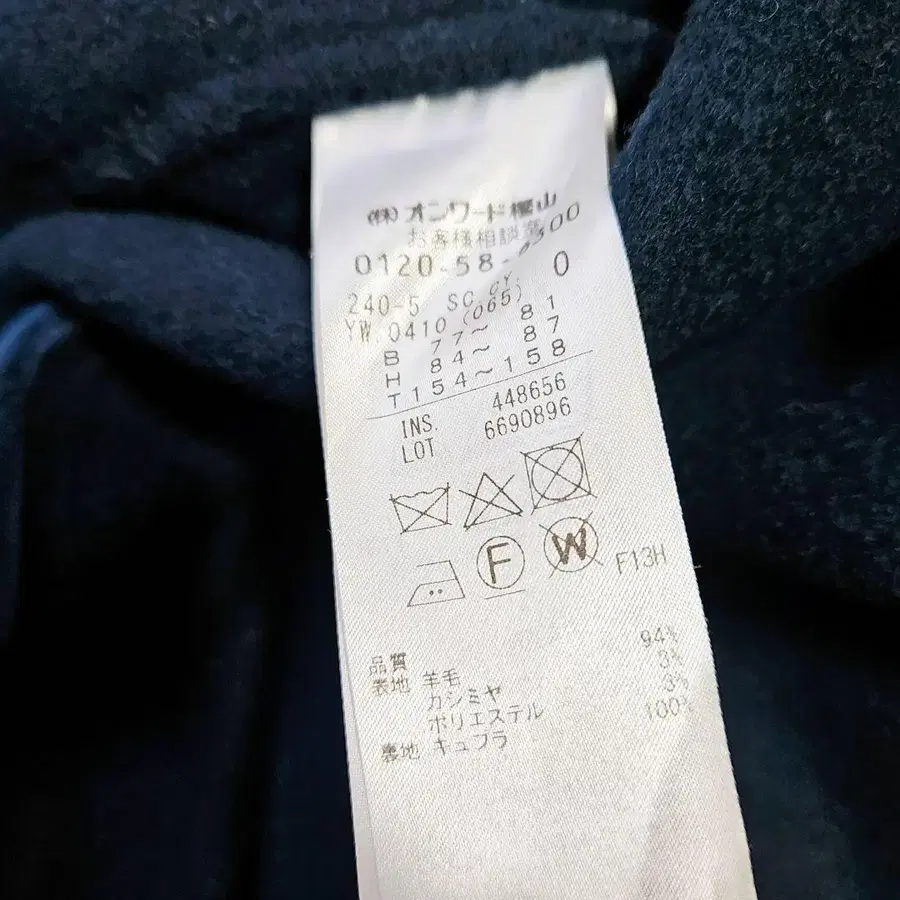 (株)オンワード樫山
お客様相談室
0120-58-0300
240-5 SC.CY. 0
YW 0410 (065)
B 77～ 81
H 84～ 87
T154～158
INS. 448656
LOT 6690896
F
W F13H
品質
表地 羊毛 94%
カシミヤ 3%
ポリエステル 3%
裏地 キュプラ 100%